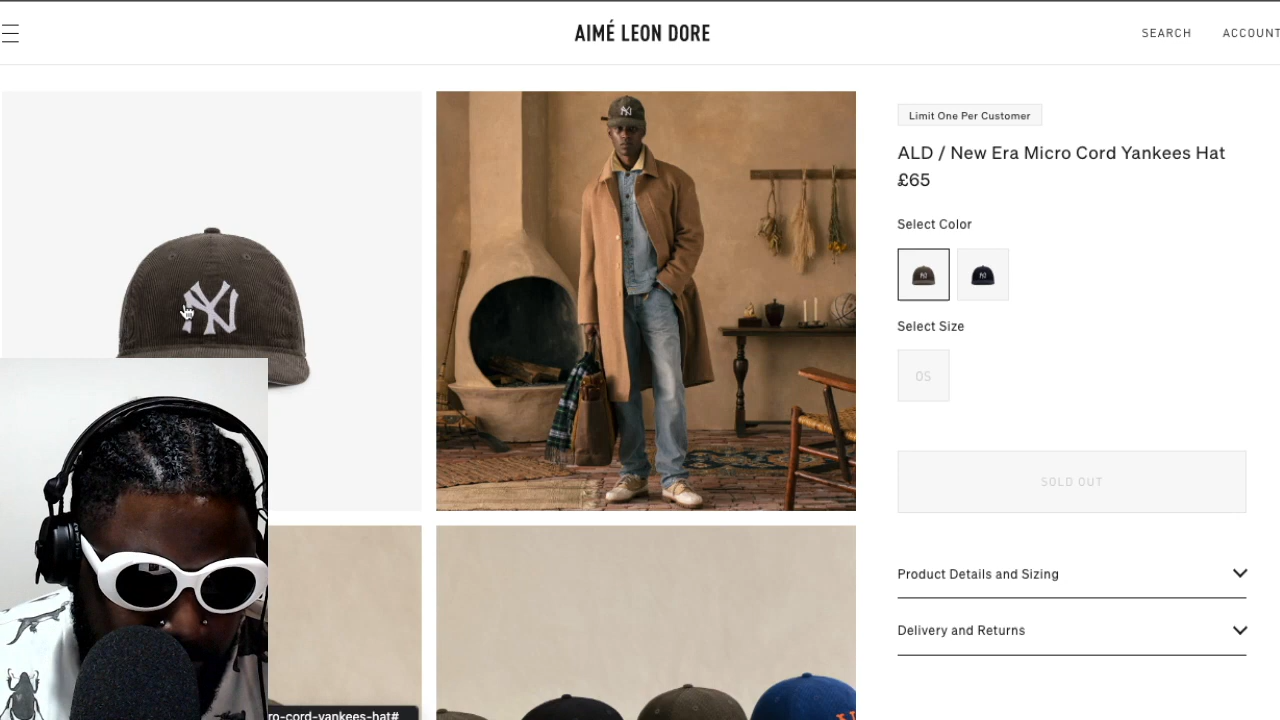 AIMÉ LEON DORE
SEARCH
ACCOUNT
Limit One Per Customer
ALD / New Era Micro Cord Yankees Hat
£65
Select Color
Select Size
OS
SOLD OUT
Product Details and Sizing
Delivery and Returns
NY
ro-cord-yankees-hat#